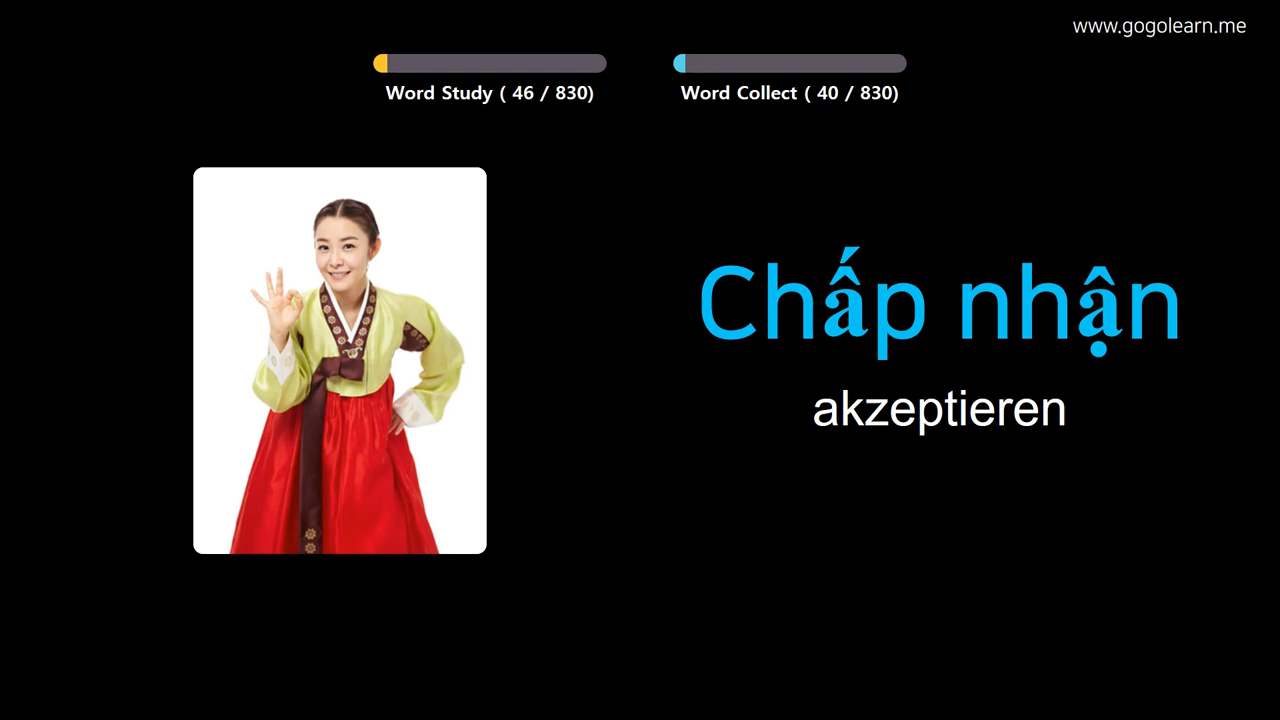 www.gogolearn.me
Word Study ( 46 / 830)
Word Collect ( 40 / 830)
Chấp nhận
akzeptieren